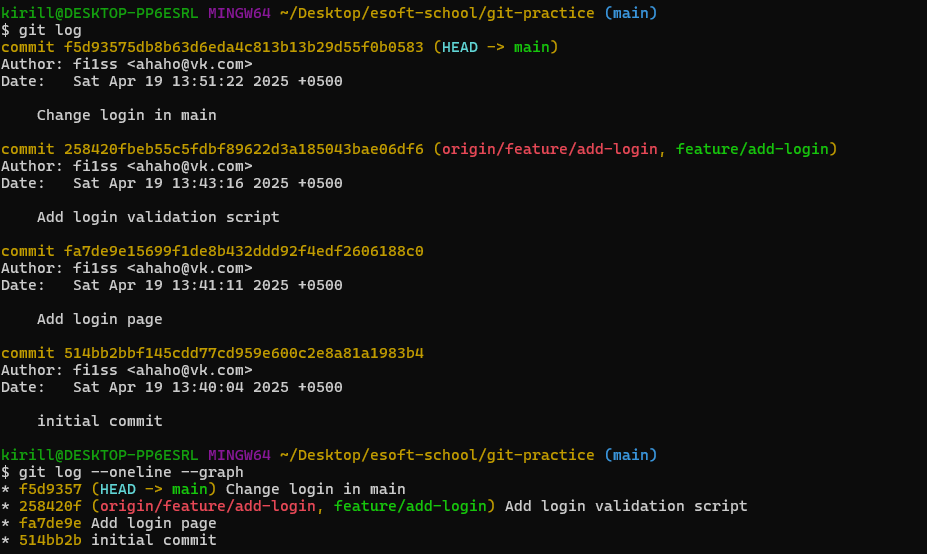 kirill@DESKTOP-PP6ESRL MINGW64 ~/Desktop/esoft-school/git-practice (main)
$ git log
commit f5d93575db8b63d6eda4c813b13b29d55f0b0583 (HEAD -> main)
Author: fi1ss <ahaho@vk.com>
Date:   Sat Apr 19 13:51:22 2025 +0500

    Change login in main

commit 258420fbeb55c5fdbf89622d3a185043bae06df6 (origin/feature/add-login, feature/add-login)
Author: fi1ss <ahaho@vk.com>
Date:   Sat Apr 19 13:43:16 2025 +0500

    Add login validation script

commit fa7de9e15699f1de8b432ddd92f4edf2606188c0
Author: fi1ss <ahaho@vk.com>
Date:   Sat Apr 19 13:41:11 2025 +0500

    Add login page

commit 514bb2bbf145cdd77cd959e600c2e8a81a1983b4
Author: fi1ss <ahaho@vk.com>
Date:   Sat Apr 19 13:40:04 2025 +0500

    initial commit

kirill@DESKTOP-PP6ESRL MINGW64 ~/Desktop/esoft-school/git-practice (main)
$ git log --oneline --graph
* f5d9357 (HEAD -> main) Change login in main
* 258420f (origin/feature/add-login, feature/add-login) Add login validation script
* fa7de9e Add login page
* 514bb2b initial commit